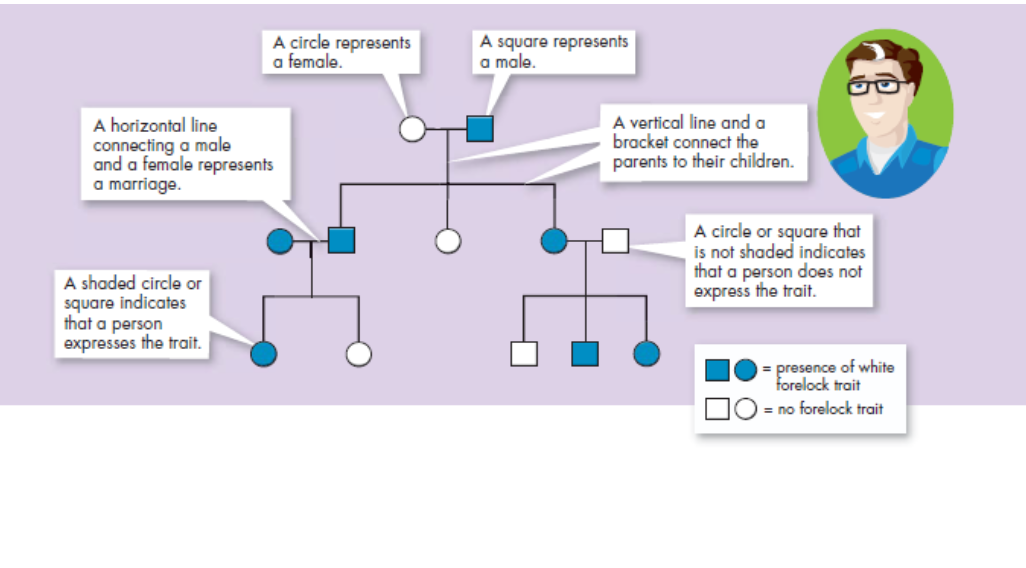 A circle represents
a female.
A square represents
a male.
A horizontal line
connecting a male
and a female represents
a marriage.
A vertical line and a
bracket connect the
parents to their children.
A circle or square that
is not shaded indicates
that a person does not
express the trait.
A shaded circle or
square indicates
that a person
expresses the trait.
= presence of white
forelock trait
= no forelock trait